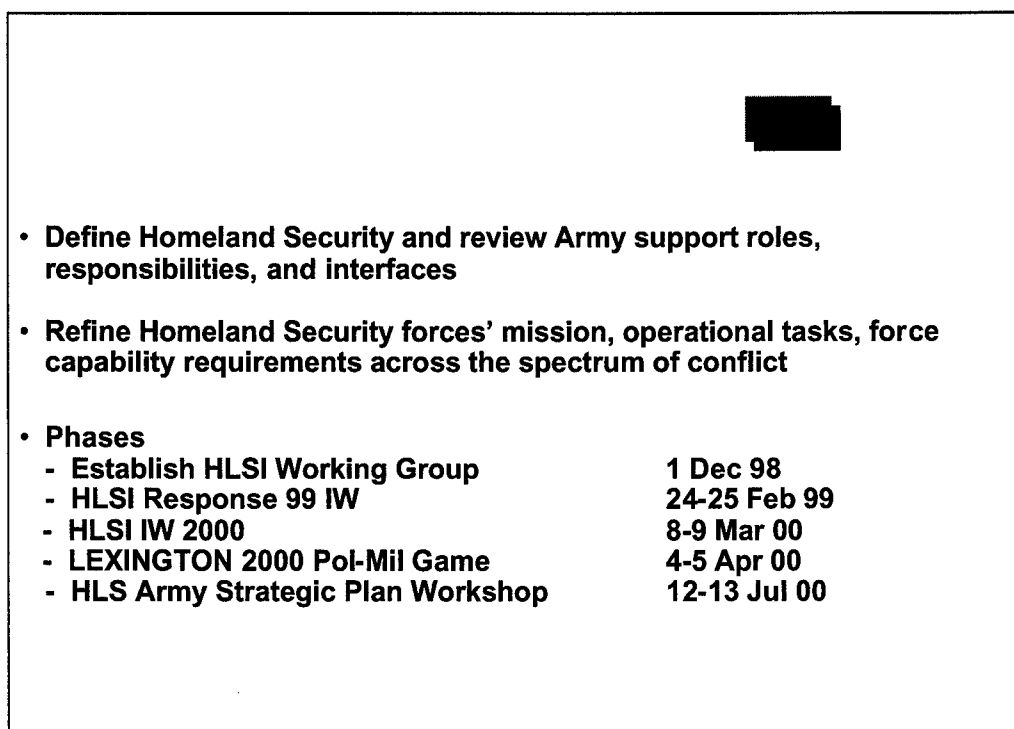 • Define Homeland Security and review Army support roles,
responsibilities, and interfaces
• Refine Homeland Security forces' mission, operational tasks, force
capability requirements across the spectrum of conflict
• Phases
- Establish HLSI Working Group 1 Dec 98
- HLSI Response 99 IW 24-25 Feb 99
- HLSI IW 2000 8-9 Mar 00
- LEXINGTON 2000 Pol-Mil Game 4-5 Apr 00
- HLS Army Strategic Plan Workshop 12-13 Jul 00